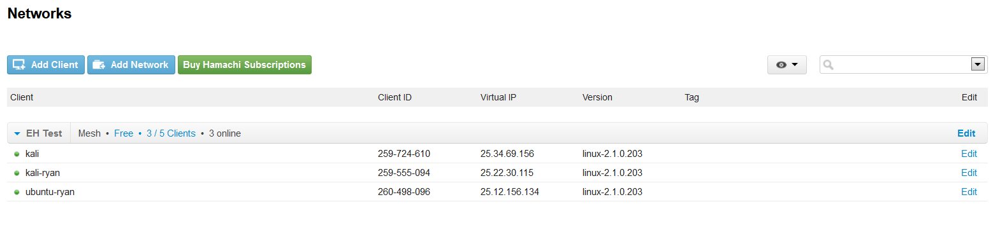 Networks
Add Client Add Network Buy Hamachi Subscriptions
Client Client ID Virtual IP Version Tag Edit
EH Test Mesh • Free • 3 / 5 Clients • 3 online Edit
kali 259-724-610 25.34.69.156 linux-2.1.0.203 Edit
kali-ryan 259-555-094 25.22.30.115 linux-2.1.0.203 Edit
ubuntu-ryan 260-498-096 25.12.156.134 linux-2.1.0.203 Edit